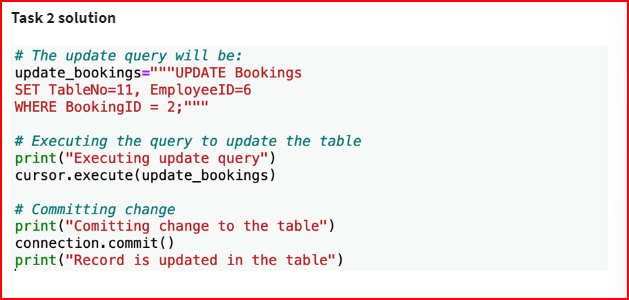 Task 2 solution
# The update query will be:
update_bookings="""UPDATE Bookings
SET TableNo=11, EmployeeID=6
WHERE BookingID = 2;"""
# Executing the query to update the table
print("Executing update query")
cursor.execute(update_bookings)
# Committing change
print("Comitting change to the table")
connection.commit()
print("Record is updated in the table")